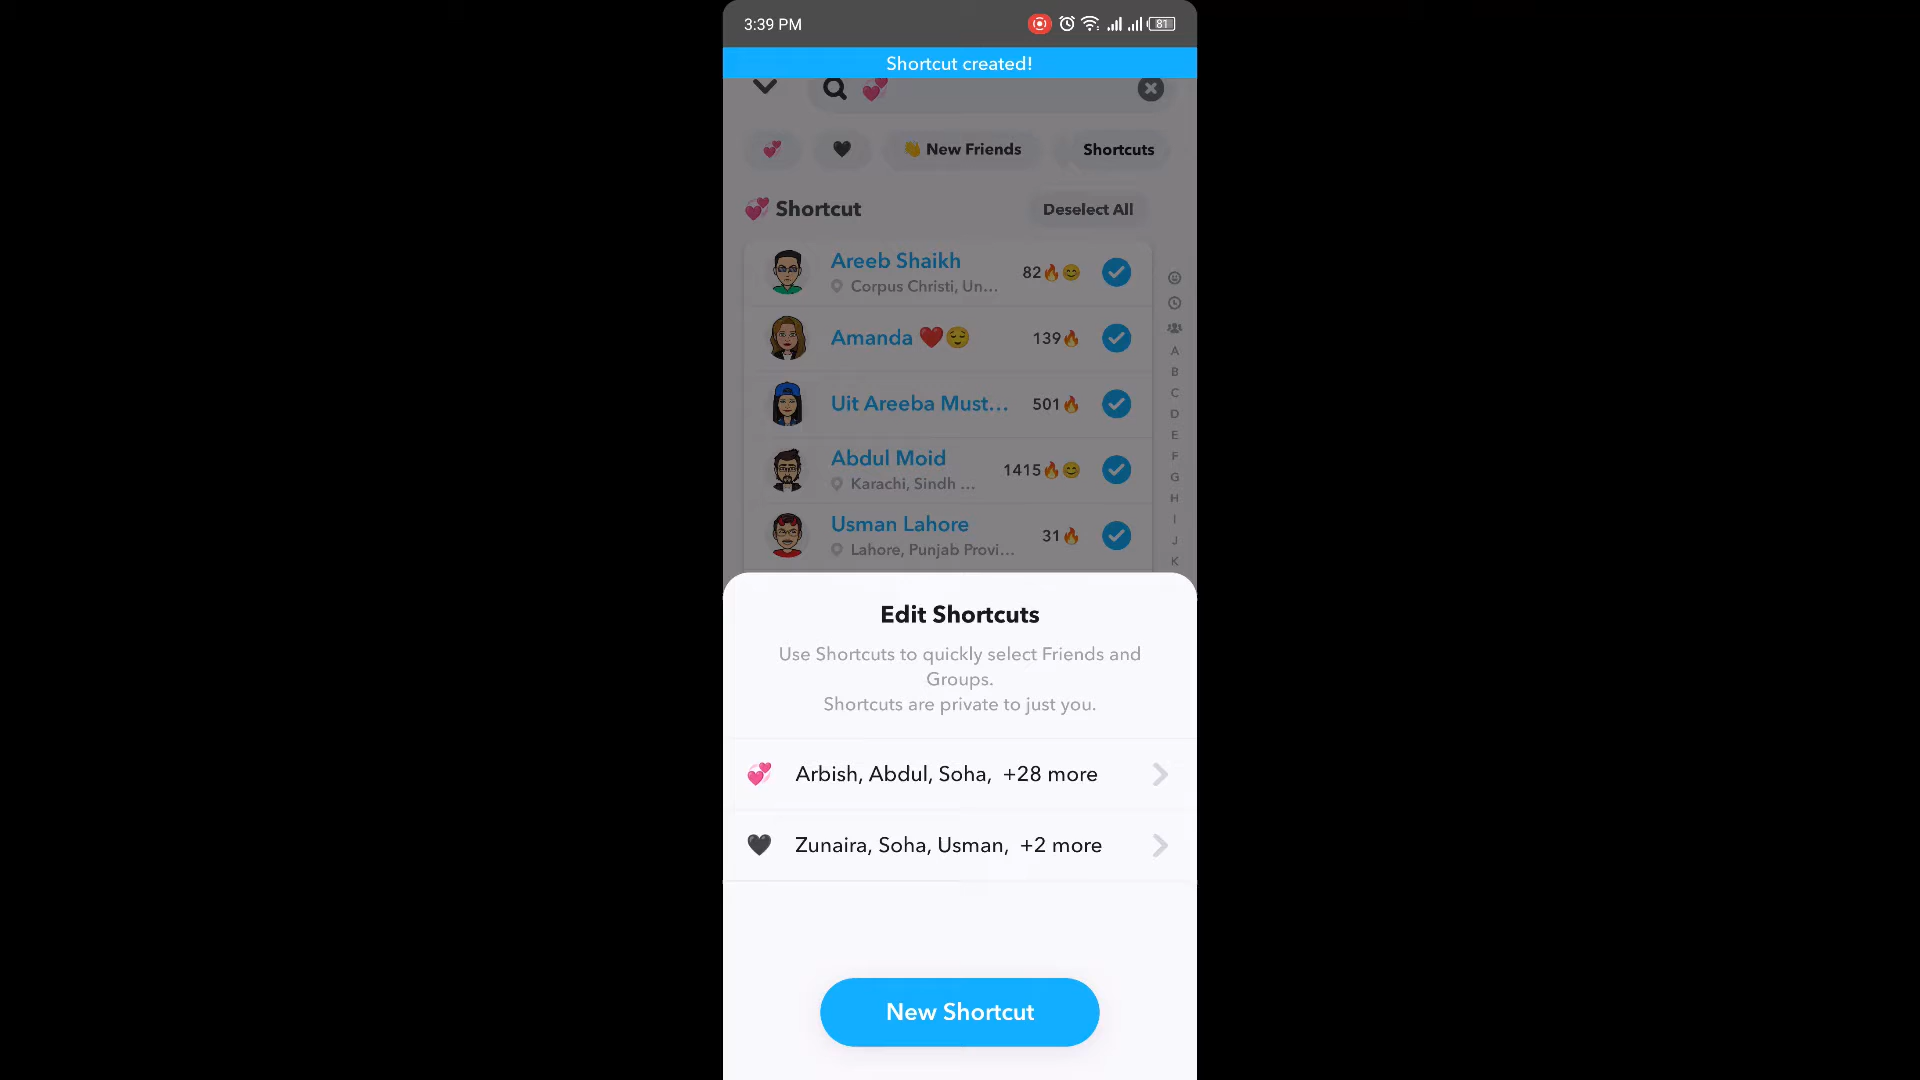 3:39 PM
81
Shortcut created!
💞
💞 🖤 👋 New Friends Shortcuts
💞 Shortcut Deselect All
Areeb Shaikh 82🔥😊
Corpus Christi, Un...
Amanda ❤️😌 139🔥
Uit Areeba Must... 501🔥
Abdul Moid 1415🔥😊
Karachi, Sindh ...
Usman Lahore 31🔥
Lahore, Punjab Provi...
A
B
C
D
E
F
G
H
I
J
K
Edit Shortcuts
Use Shortcuts to quickly select Friends and
Groups.
Shortcuts are private to just you.
💞 Arbish, Abdul, Soha, +28 more
🖤 Zunaira, Soha, Usman, +2 more
New Shortcut